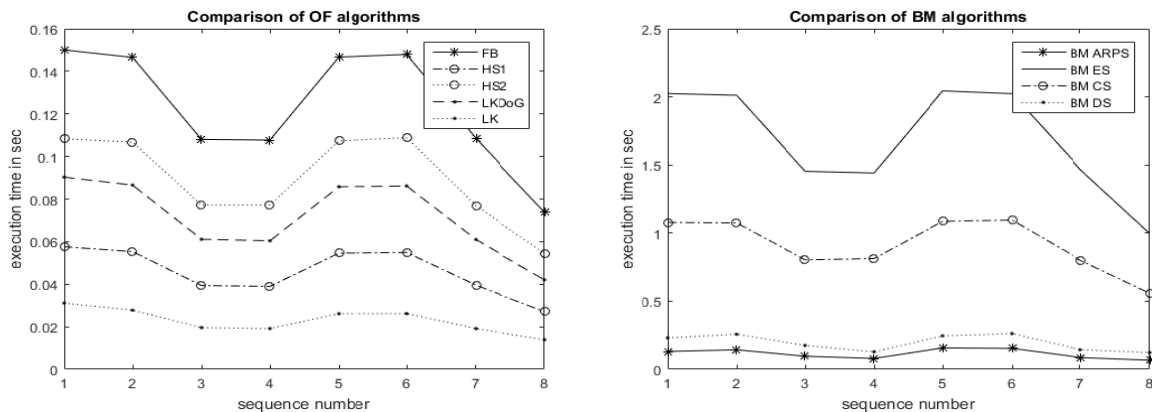 Comparison of OF algorithms
0.16
0.14
0.12
0.1
0.08
0.06
0.04
0.02
0
execution time in sec
1 2 3 4 5 6 7 8
sequence number
FB
HS1
HS2
LKDoG
LK
Comparison of BM algorithms
2.5
2
1.5
1
0.5
0
execution time in sec
1 2 3 4 5 6 7 8
sequence number
BM ARPS
BM ES
BM CS
BM DS